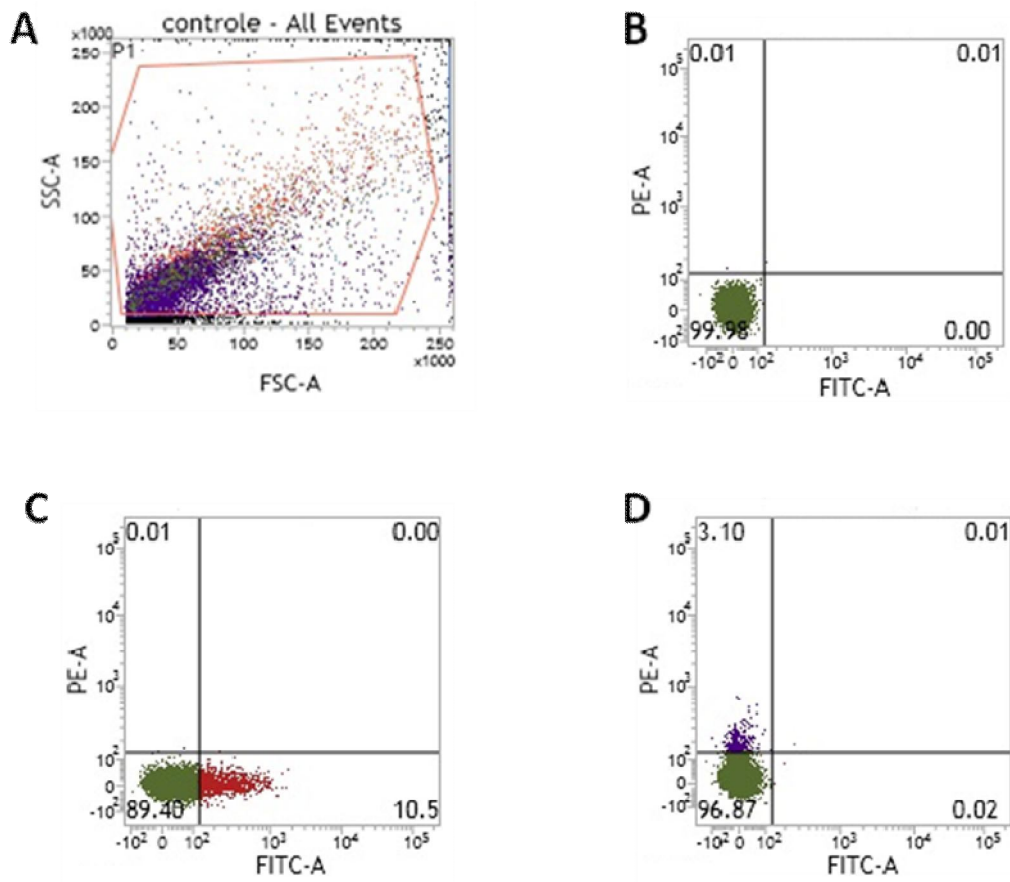 A
controle - All Events
x1000
P1
250
200
150
100
50
0
SSC-A
0
50
100
150
200
250
x1000
FSC-A
B
0.01
0.01
10⁵
10⁴
10³
10²
0
-10²
PE-A
99.98
0.00
-10² 0 10² 10³ 10⁴ 10⁵
FITC-A
C
0.01
0.00
10⁵
10⁴
10³
10²
0
-10²
PE-A
89.40
10.5
-10² 0 10² 10³ 10⁴ 10⁵
FITC-A
D
3.10
0.01
10⁵
10⁴
10³
10²
0
-10²
PE-A
96.87
0.02
-10² 0 10² 10³ 10⁴ 10⁵
FITC-A